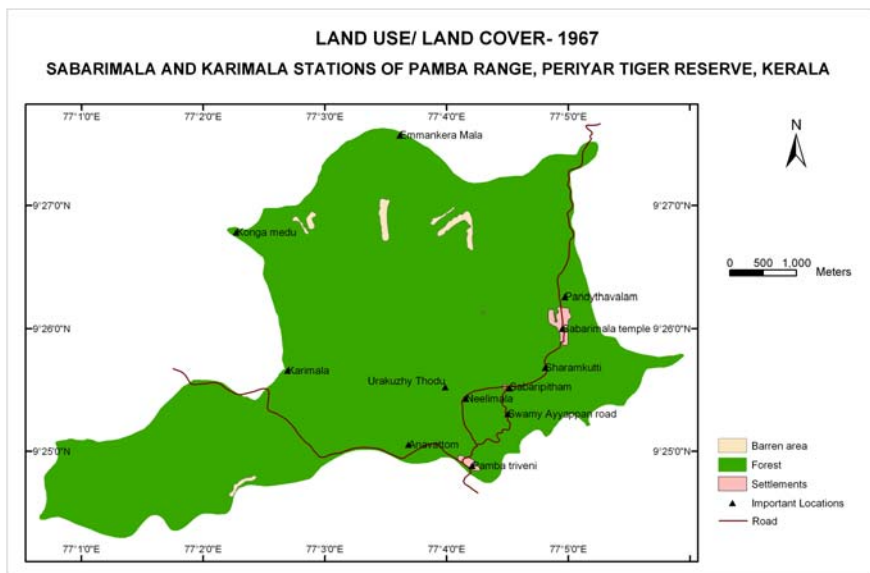 LAND USE/ LAND COVER- 1967
SABARIMALA AND KARIMALA STATIONS OF PAMBA RANGE, PERIYAR TIGER RESERVE, KERALA
77°1'0"E 77°2'0"E 77°3'0"E 77°4'0"E 77°5'0"E
N
Emmankera Mala
9°27'0"N 9°27'0"N
Konga medu
0 500 1,000
Meters
Pandythavalam
9°26'0"N Sabarimala temple 9°26'0"N
Karimala
Sharamkutti
Urakuzhy Thodu
Sabaripitham
Neelimala
Swamy Ayyappan road
Anavattom
9°25'0"N 9°25'0"N
Pamba triveni
Barren area
Forest
Settlements
Important Locations
Road
77°1'0"E 77°2'0"E 77°3'0"E 77°4'0"E 77°5'0"E